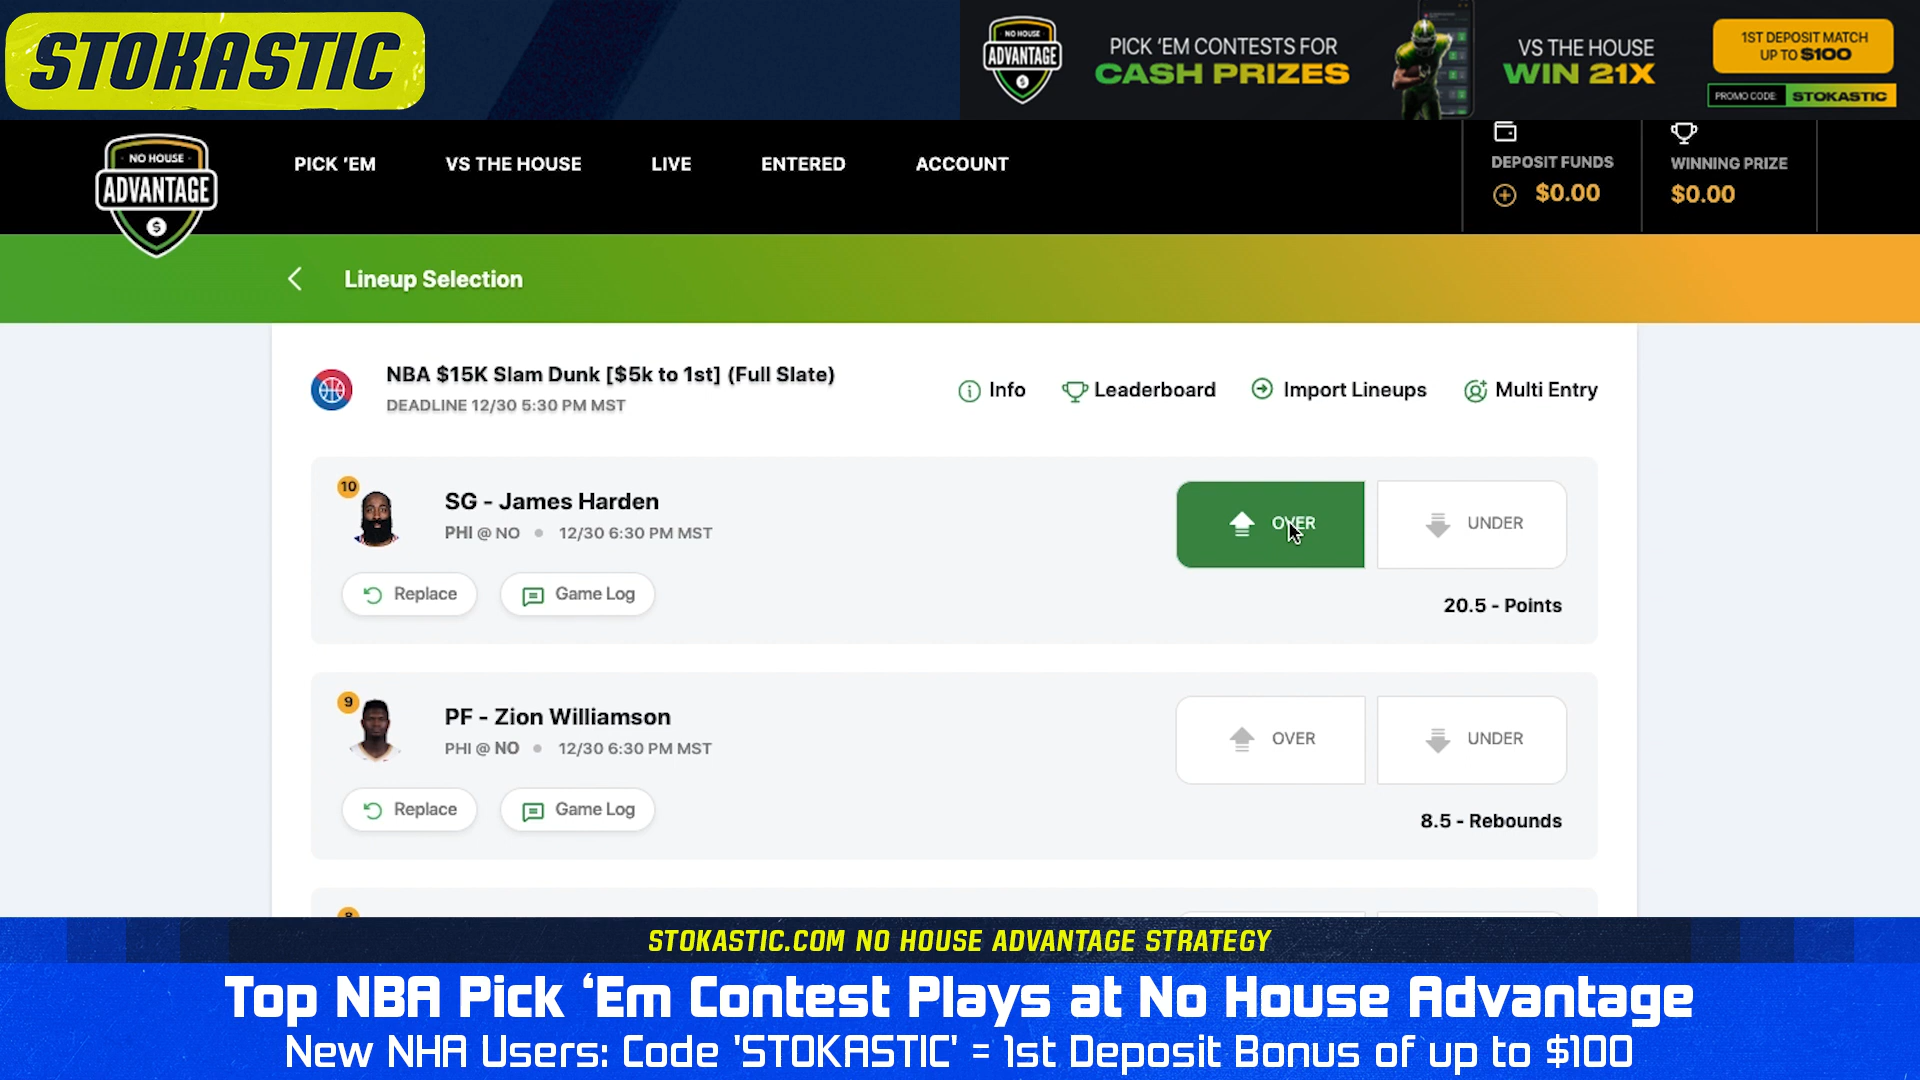 STOKASTIC
NO HOUSE
ADVANTAGE
$
PICK 'EM CONTESTS FOR
CASH PRIZES
VS THE HOUSE
WIN 21X
1ST DEPOSIT MATCH
UP TO $100
PROMO CODE: STOKASTIC
NO HOUSE
ADVANTAGE
$
PICK 'EM
VS THE HOUSE
LIVE
ENTERED
ACCOUNT
DEPOSIT FUNDS
$0.00
WINNING PRIZE
$0.00
Lineup Selection
NBA $15K Slam Dunk [$5k to 1st] (Full Slate)
DEADLINE 12/30 5:30 PM MST
Info
Leaderboard
Import Lineups
Multi Entry
10
SG - James Harden
PHI @ NO 12/30 6:30 PM MST
Replace
Game Log
OVER
UNDER
20.5 - Points
9
PF - Zion Williamson
PHI @ NO 12/30 6:30 PM MST
Replace
Game Log
OVER
UNDER
8.5 - Rebounds
STOKASTIC.COM NO HOUSE ADVANTAGE STRATEGY
Top NBA Pick ‘Em Contest Plays at No House Advantage
New NHA Users: Code 'STOKASTIC' = 1st Deposit Bonus of up to $100